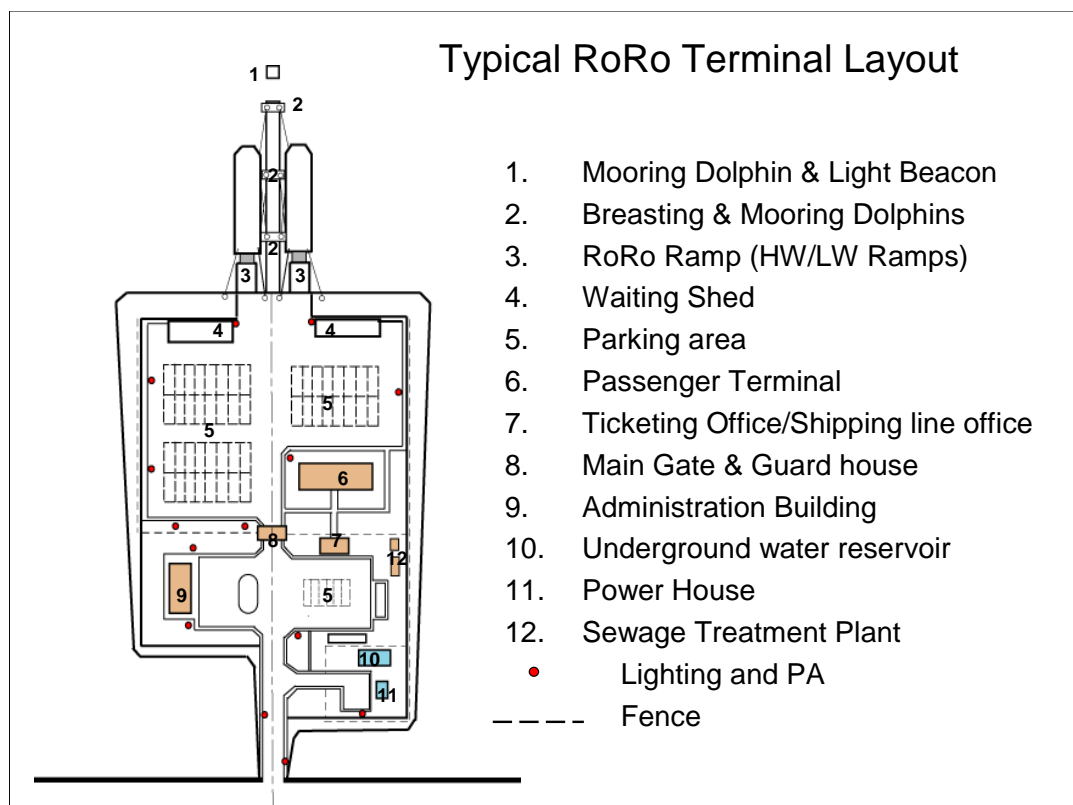 Typical RoRo Terminal Layout
1
2
2
2
3 3
4 4
5
5
6
7
8
9
5
12
10
11
1. Mooring Dolphin & Light Beacon
2. Breasting & Mooring Dolphins
3. RoRo Ramp (HW/LW Ramps)
4. Waiting Shed
5. Parking area
6. Passenger Terminal
7. Ticketing Office/Shipping line office
8. Main Gate & Guard house
9. Administration Building
10. Underground water reservoir
11. Power House
12. Sewage Treatment Plant
Lighting and PA
Fence